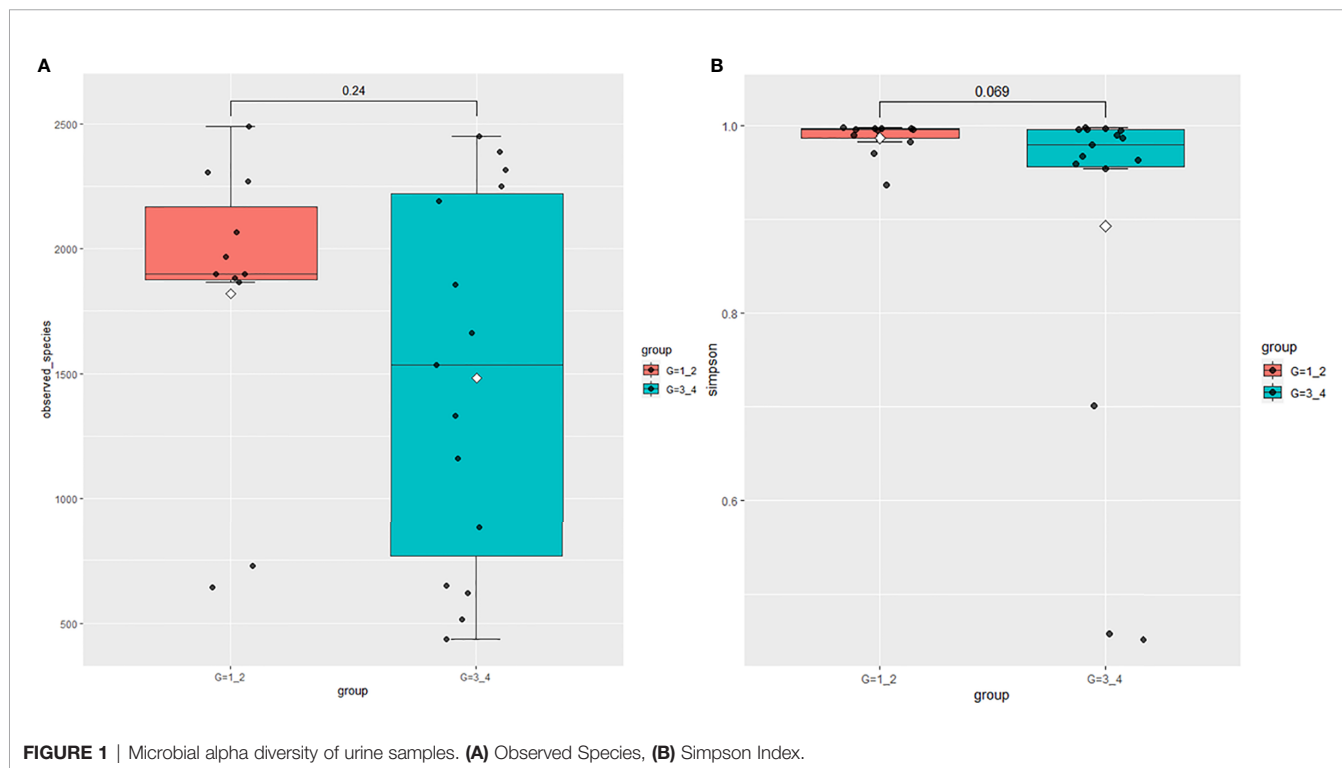 A
0.24
2500
2000
1500
1000
500
observed_species
G=1_2
G=3_4
group
group
G=1_2
G=3_4
B
0.069
1.0
0.8
0.6
simpson
G=1_2
G=3_4
group
group
G=1_2
G=3_4
FIGURE 1 | Microbial alpha diversity of urine samples. (A) Observed Species, (B) Simpson Index.